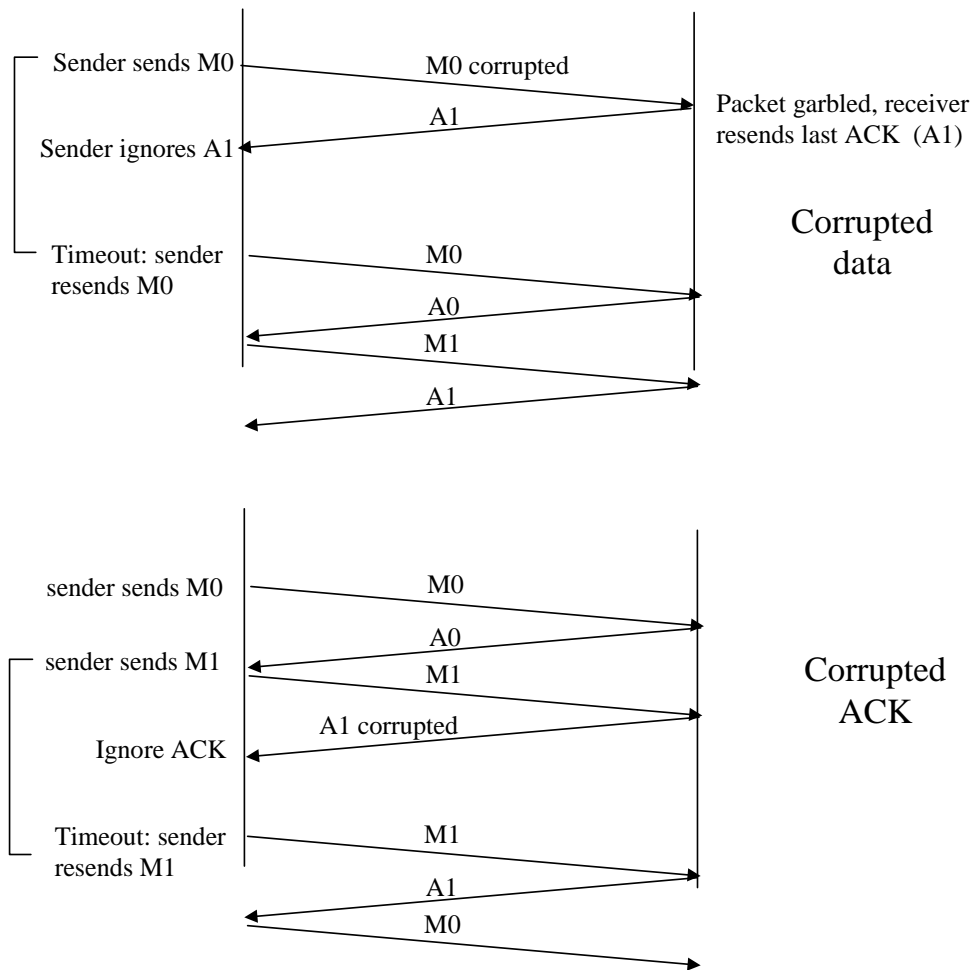 Sender sends M0
M0 corrupted
Packet garbled, receiver
resends last ACK (A1)
A1
Sender ignores A1
Corrupted
data
Timeout: sender
resends M0
M0
A0
M1
A1
sender sends M0
M0
A0
sender sends M1
M1
Corrupted
ACK
A1 corrupted
Ignore ACK
Timeout: sender
resends M1
M1
A1
M0